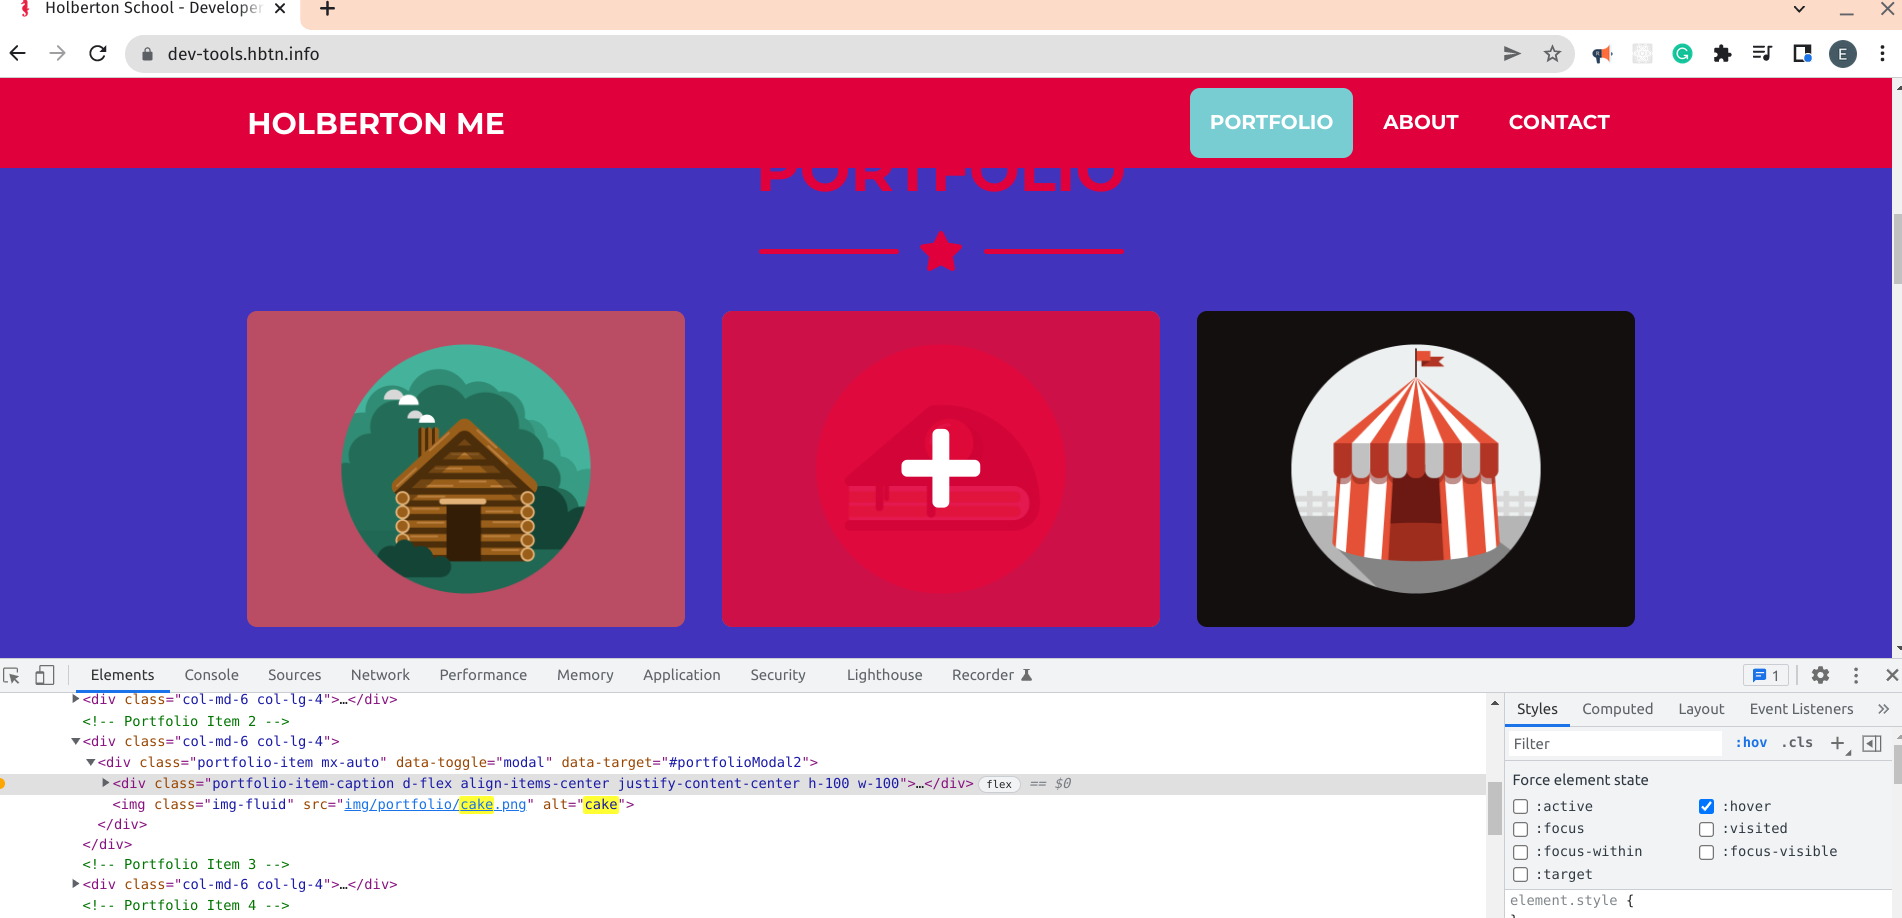 Holberton School - Developer
dev-tools.hbtn.info
E
HOLBERTON ME
PORTFOLIO
ABOUT
CONTACT
PORTFOLIO
Elements
Console
Sources
Network
Performance
Memory
Application
Security
Lighthouse
Recorder
1
<div class="col-md-6 col-lg-4">…</div>
<!-- Portfolio Item 2 -->
<div class="col-md-6 col-lg-4">
<div class="portfolio-item mx-auto" data-toggle="modal" data-target="#portfolioModal2">
<div class="portfolio-item-caption d-flex align-items-center justify-content-center h-100 w-100">…</div> flex == $0
<img class="img-fluid" src="img/portfolio/cake.png" alt="cake">
</div>
</div>
<!-- Portfolio Item 3 -->
<div class="col-md-6 col-lg-4">…</div>
<!-- Portfolio Item 4 -->
Styles
Computed
Layout
Event Listeners
Filter
:hov
.cls
Force element state
:active
:hover
:focus
:visited
:focus-within
:focus-visible
:target
element.style {